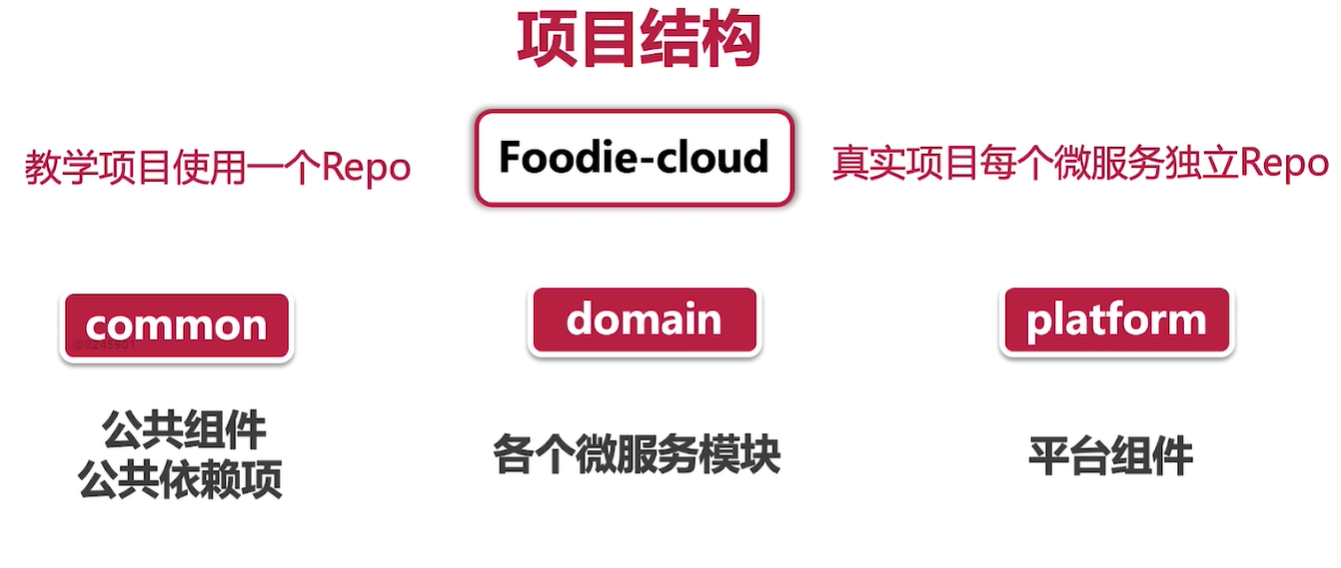 项目结构
教学项目使用一个Repo
Foodie-cloud
真实项目每个微服务独立Repo
common
domain
platform
公共组件
公共依赖项
各个微服务模块
平台组件